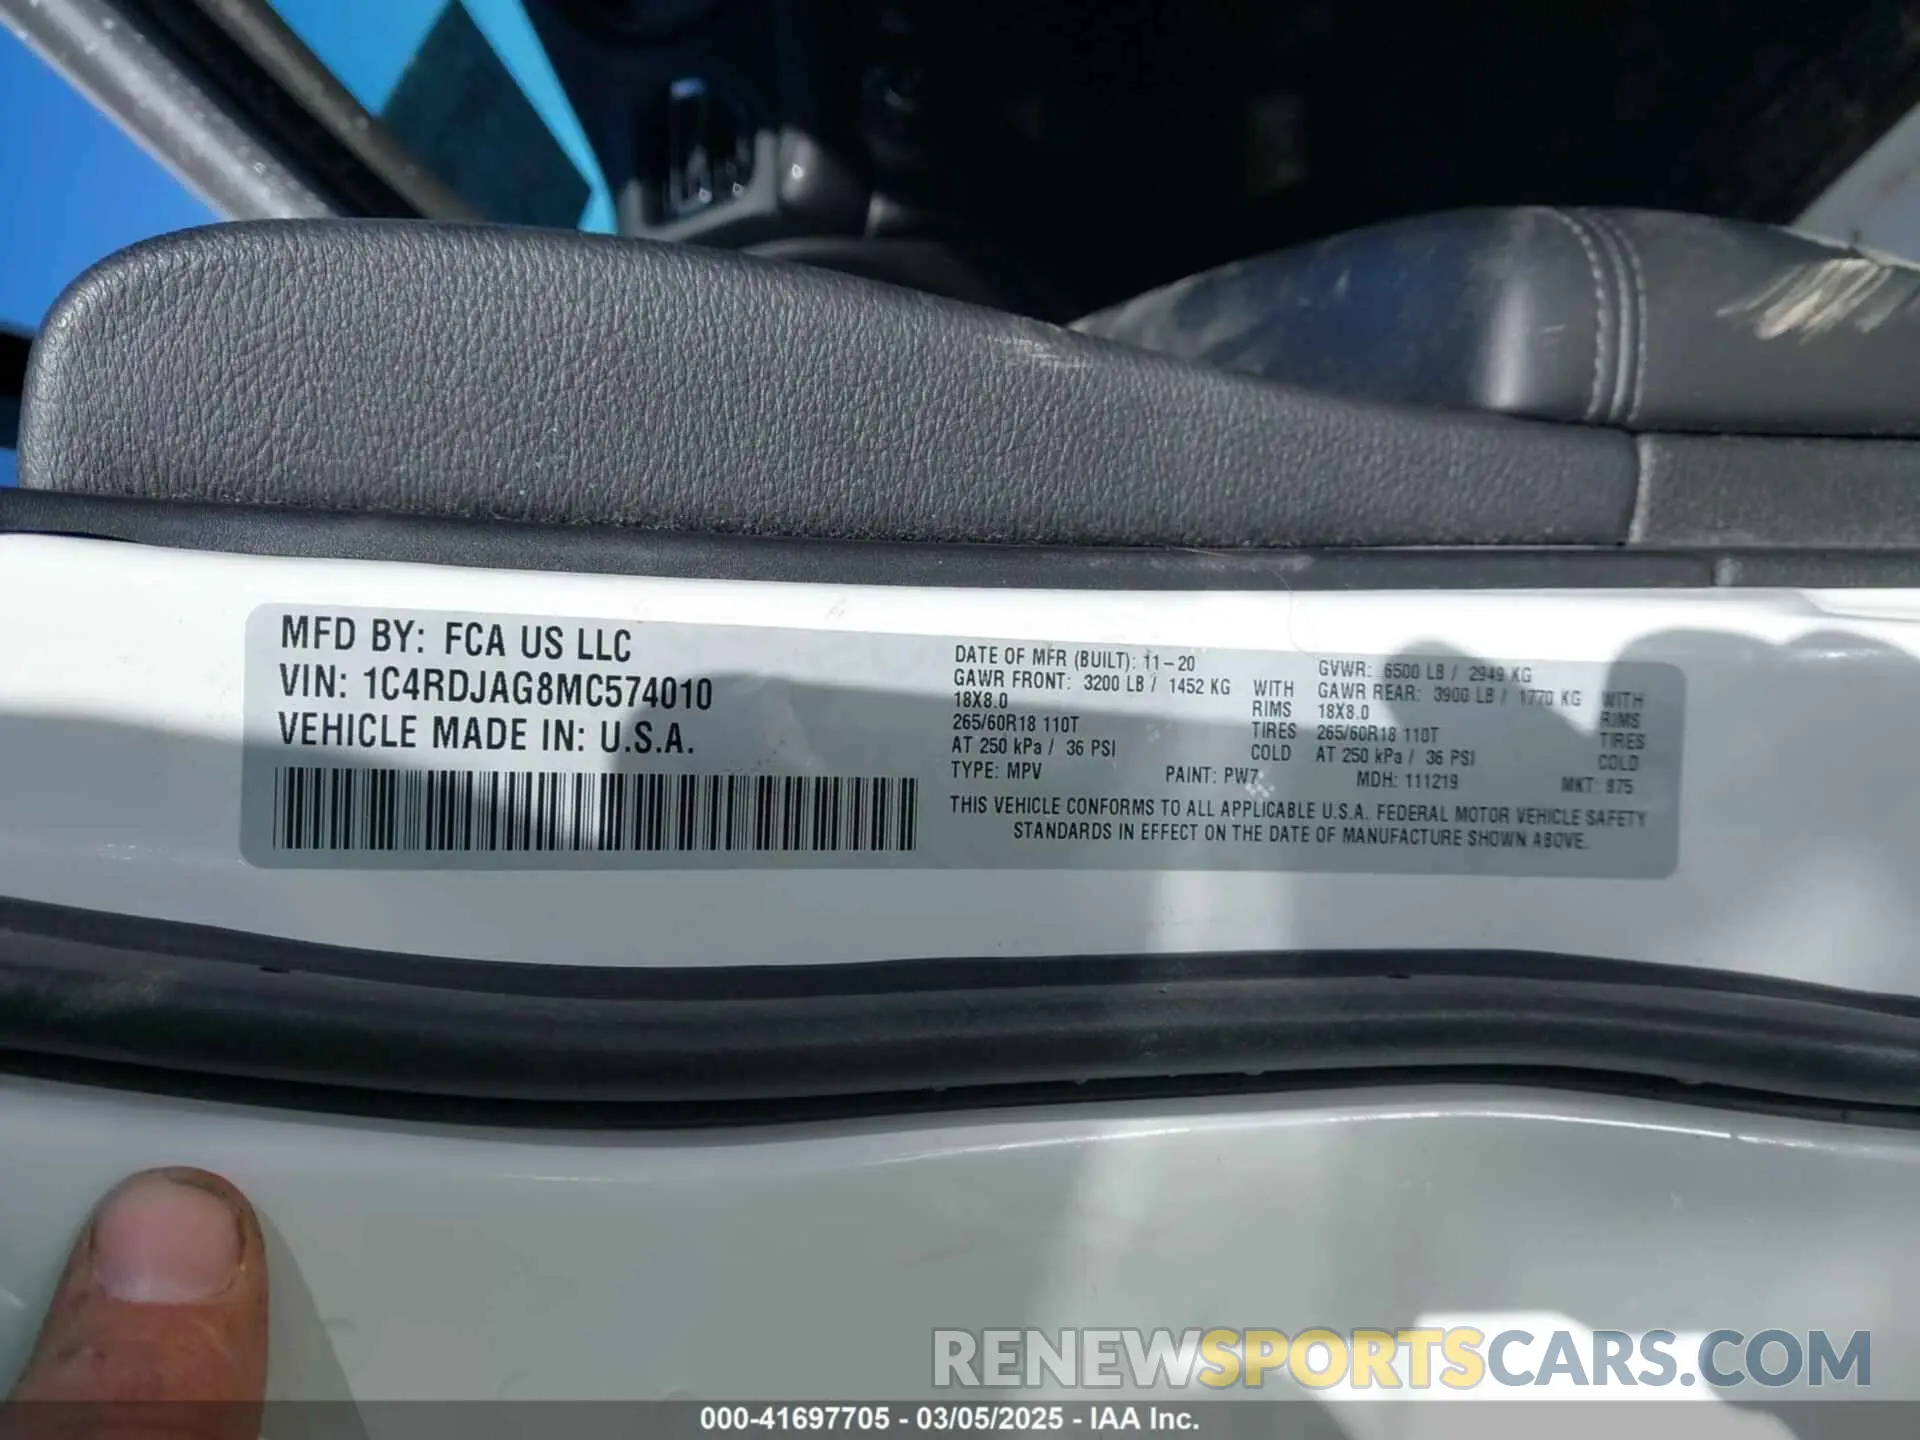 MFD BY: FCA US LLC
VIN: 1C4RDJAG8MC574010
VEHICLE MADE IN: U.S.A.
DATE OF MFR (BUILT): 11-20
GAWR FRONT: 3200 LB / 1452 KG WITH
18X8.0 RIMS
265/60R18 110T TIRES
AT 250 kPa / 36 PSI COLD
GVWR: 6500 LB / 2949 KG
GAWR REAR: 3900 LB / 1770 KG WITH
18X8.0 RIMS
265/60R18 110T TIRES
AT 250 kPa / 36 PSI COLD
TYPE: MPV PAINT: PW7 MDH: 111219 MKT: 875
THIS VEHICLE CONFORMS TO ALL APPLICABLE U.S.A. FEDERAL MOTOR VEHICLE SAFETY
STANDARDS IN EFFECT ON THE DATE OF MANUFACTURE SHOWN ABOVE.
RENEWSPORTSCARS.COM
000-41697705 - 03/05/2025 - IAA Inc.